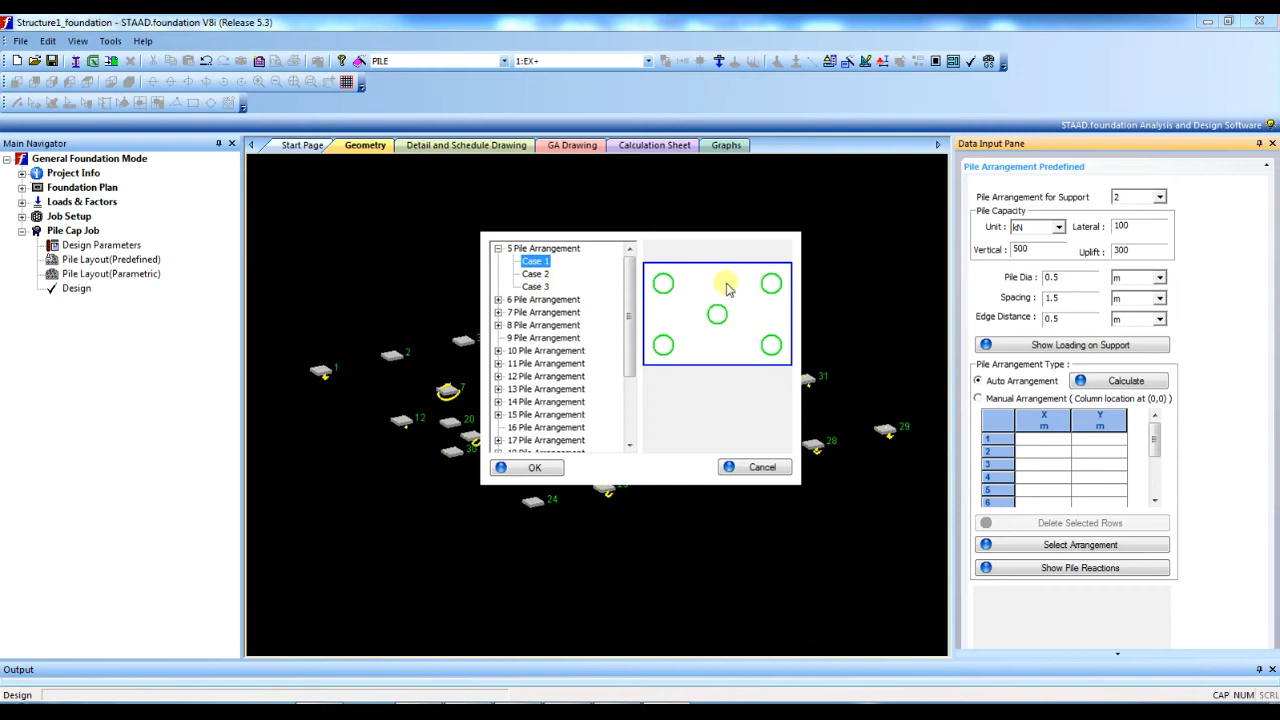 Structure1_foundation - STAAD.foundation V8i (Release 5.3)
File Edit View Tools Help
PILE 1:EX+
STAAD.foundation Analysis and Design Software
Main Navigator
General Foundation Mode
Project Info
Foundation Plan
Loads & Factors
Job Setup
Pile Cap Job
Design Parameters
Pile Layout(Predefined)
Pile Layout(Parametric)
Design
Start Page Geometry Detail and Schedule Drawing GA Drawing Calculation Sheet Graphs
1
2
7
12
20
30
24
31
29
28
5 Pile Arrangement
Case 1
Case 2
Case 3
6 Pile Arrangement
7 Pile Arrangement
8 Pile Arrangement
9 Pile Arrangement
10 Pile Arrangement
11 Pile Arrangement
12 Pile Arrangement
13 Pile Arrangement
14 Pile Arrangement
15 Pile Arrangement
16 Pile Arrangement
17 Pile Arrangement
OK Cancel
Data Input Pane
Pile Arrangement Predefined
Pile Arrangement for Support 2
Pile Capacity
Unit : kN Lateral : 100
Vertical : 500 Uplift : 300
Pile Dia : 0.5 m
Spacing : 1.5 m
Edge Distance : 0.5 m
Show Loading on Support
Pile Arrangement Type :
Auto Arrangement Calculate
Manual Arrangement ( Column location at (0,0) )
X Y
m m
1
2
3
4
5
6
Delete Selected Rows
Select Arrangement
Show Pile Reactions
Output
Design CAP NUM SCRL